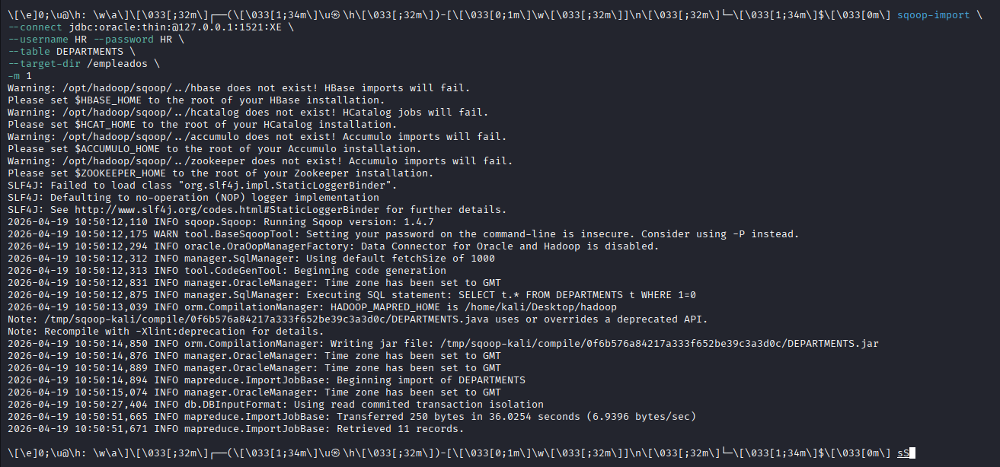 \[\e]0;\u@\h: \w\a\]\[\033[;32m\]┌──(\[\033[1;34m\]\u㉿\h\[\033[;32m\])-[\[\033[0;1m\]\w\[\033[;32m\]]\n\[\033[;32m\]└─\[\033[1;34m\]$\[\033[0m\] sqoop-import \
--connect jdbc:oracle:thin:@127.0.0.1:1521:XE \
--username HR --password HR \
--table DEPARTMENTS \
--target-dir /empleados \
-m 1
Warning: /opt/hadoop/sqoop/../hbase does not exist! HBase imports will fail.
Please set $HBASE_HOME to the root of your HBase installation.
Warning: /opt/hadoop/sqoop/../hcatalog does not exist! HCatalog jobs will fail.
Please set $HCAT_HOME to the root of your HCatalog installation.
Warning: /opt/hadoop/sqoop/../accumulo does not exist! Accumulo imports will fail.
Please set $ACCUMULO_HOME to the root of your Accumulo installation.
Warning: /opt/hadoop/sqoop/../zookeeper does not exist! Accumulo imports will fail.
Please set $ZOOKEEPER_HOME to the root of your Zookeeper installation.
SLF4J: Failed to load class "org.slf4j.impl.StaticLoggerBinder".
SLF4J: Defaulting to no-operation (NOP) logger implementation
SLF4J: See http://www.slf4j.org/codes.html#StaticLoggerBinder for further details.
2026-04-19 10:50:12,110 INFO sqoop.Sqoop: Running Sqoop version: 1.4.7
2026-04-19 10:50:12,175 WARN tool.BaseSqoopTool: Setting your password on the command-line is insecure. Consider using -P instead.
2026-04-19 10:50:12,294 INFO oracle.OraOopManagerFactory: Data Connector for Oracle and Hadoop is disabled.
2026-04-19 10:50:12,312 INFO manager.SqlManager: Using default fetchSize of 1000
2026-04-19 10:50:12,313 INFO tool.CodeGenTool: Beginning code generation
2026-04-19 10:50:12,831 INFO manager.OracleManager: Time zone has been set to GMT
2026-04-19 10:50:12,875 INFO manager.SqlManager: Executing SQL statement: SELECT t.* FROM DEPARTMENTS t WHERE 1=0
2026-04-19 10:50:13,039 INFO orm.CompilationManager: HADOOP_MAPRED_HOME is /home/kali/Desktop/hadoop
Note: /tmp/sqoop-kali/compile/0f6b576a84217a333f652be39c3a3d0c/DEPARTMENTS.java uses or overrides a deprecated API.
Note: Recompile with -Xlint:deprecation for details.
2026-04-19 10:50:14,850 INFO orm.CompilationManager: Writing jar file: /tmp/sqoop-kali/compile/0f6b576a84217a333f652be39c3a3d0c/DEPARTMENTS.jar
2026-04-19 10:50:14,876 INFO manager.OracleManager: Time zone has been set to GMT
2026-04-19 10:50:14,889 INFO manager.OracleManager: Time zone has been set to GMT
2026-04-19 10:50:14,894 INFO mapreduce.ImportJobBase: Beginning import of DEPARTMENTS
2026-04-19 10:50:15,074 INFO manager.OracleManager: Time zone has been set to GMT
2026-04-19 10:50:27,404 INFO db.DBInputFormat: Using read commited transaction isolation
2026-04-19 10:50:51,665 INFO mapreduce.ImportJobBase: Transferred 250 bytes in 36.0254 seconds (6.9396 bytes/sec)
2026-04-19 10:50:51,671 INFO mapreduce.ImportJobBase: Retrieved 11 records.
\[\e]0;\u@\h: \w\a\]\[\033[;32m\]┌──(\[\033[1;34m\]\u㉿\h\[\033[;32m\])-[\[\033[0;1m\]\w\[\033[;32m\]]\n\[\033[;32m\]└─\[\033[1;34m\]$\[\033[0m\] sS